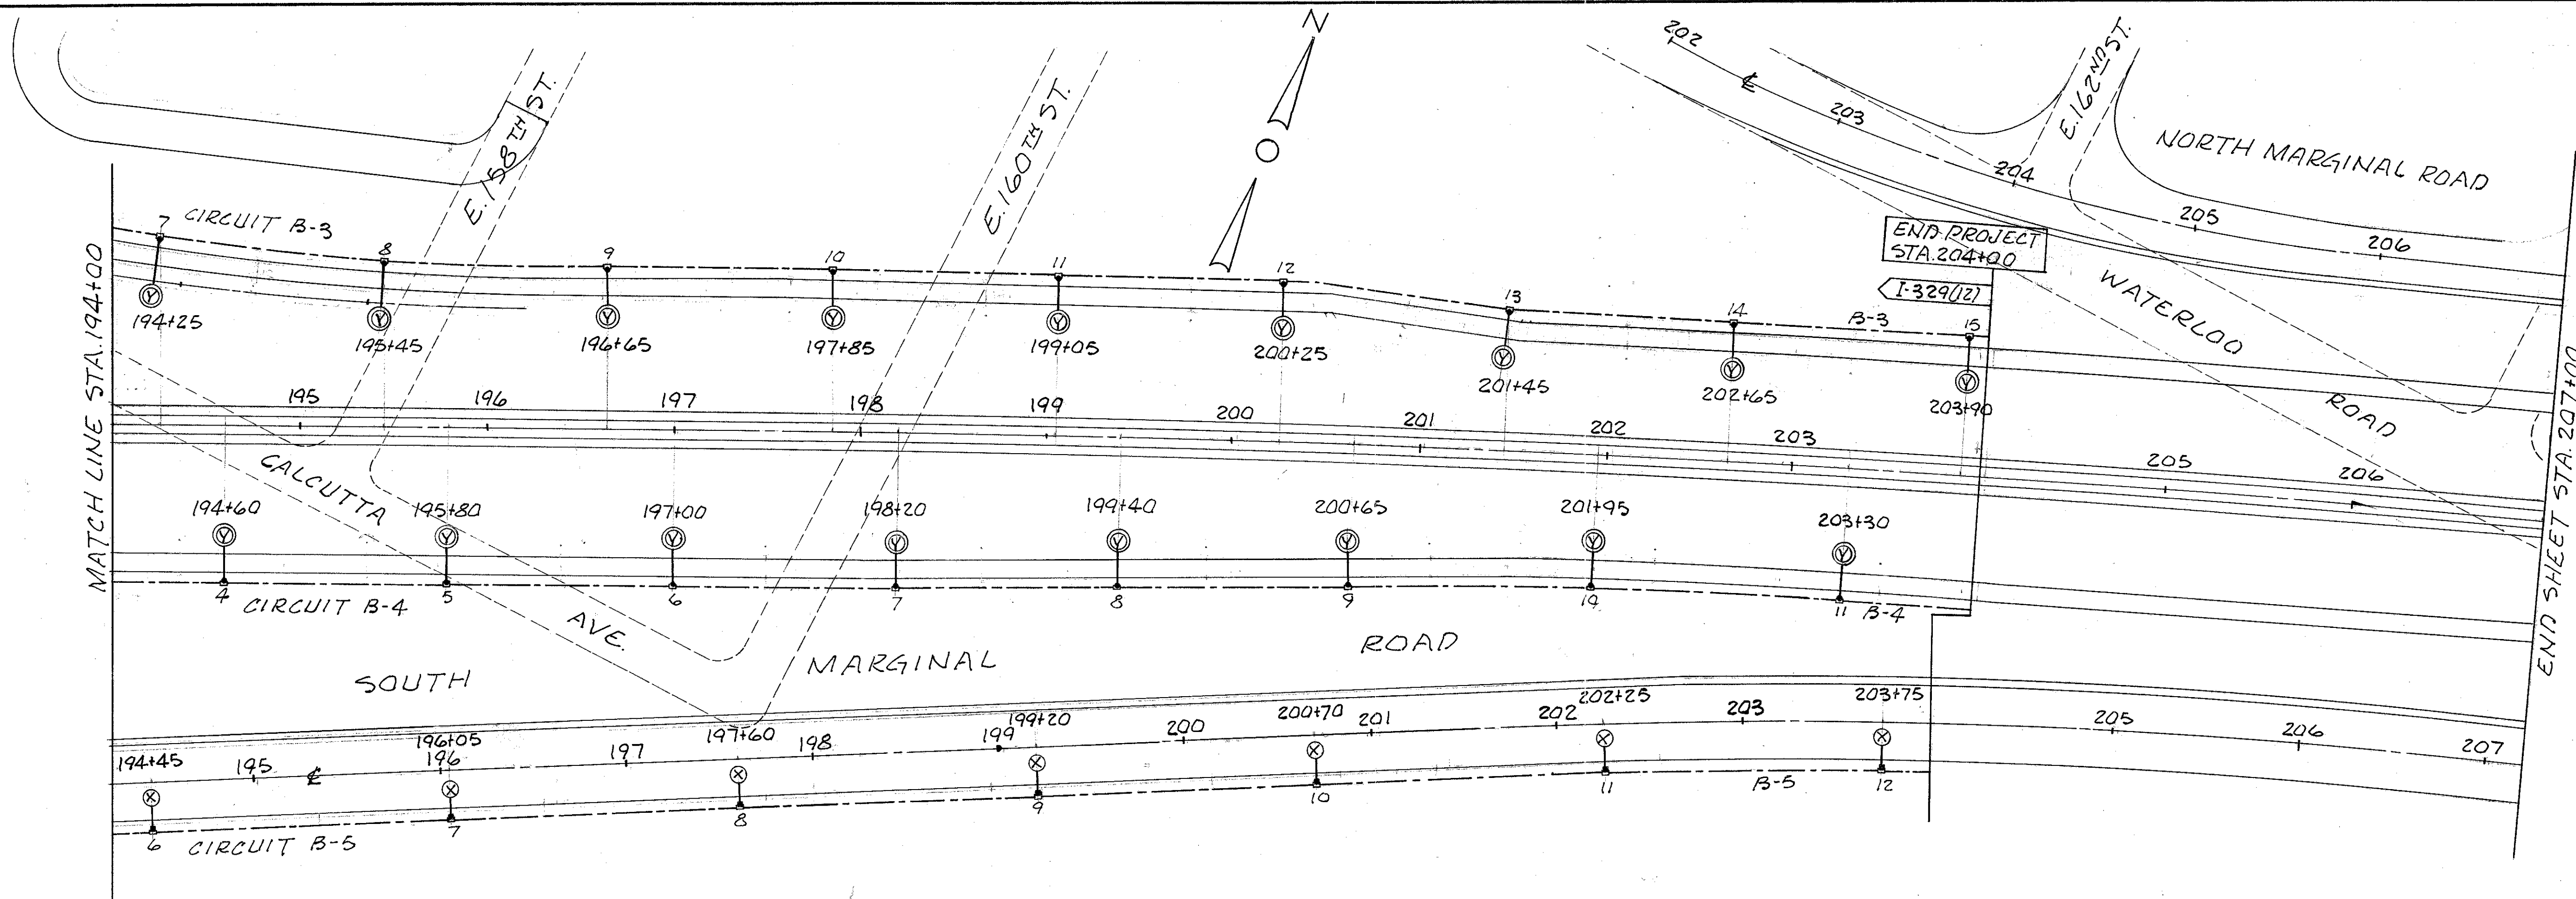 N
202
℄
203
204
205
206
E. 162ND ST.
NORTH MARGINAL ROAD
E. 158TH ST.
E. 160TH ST.
MATCH LINE STA. 194+00
CIRCUIT B-3
7
8
9
10
11
12
13
14
B-3
15
END PROJECT
STA. 204+00
I-329(12)
WATERLOO
ROAD
Y
Y
Y
Y
Y
Y
Y
Y
Y
194+25
195+45
196+65
197+85
199+05
200+25
201+45
202+65
203+90
195
196
197
198
199
200
201
202
203
205
206
END SHEET STA. 207+00
CALCUTTA
AVE.
194+60
195+80
197+00
198+20
199+40
200+65
201+95
203+30
Y
Y
Y
Y
Y
Y
Y
Y
4
5
6
7
8
9
10
11
CIRCUIT B-4
B-4
SOUTH
MARGINAL
ROAD
194+45
196+05
197+60
199+20
200+70
202+25
203+75
195
℄
196
197
198
199
200
201
202
203
205
206
207
X
X
X
X
X
X
X
6
7
8
9
10
11
B-5
12
CIRCUIT B-5